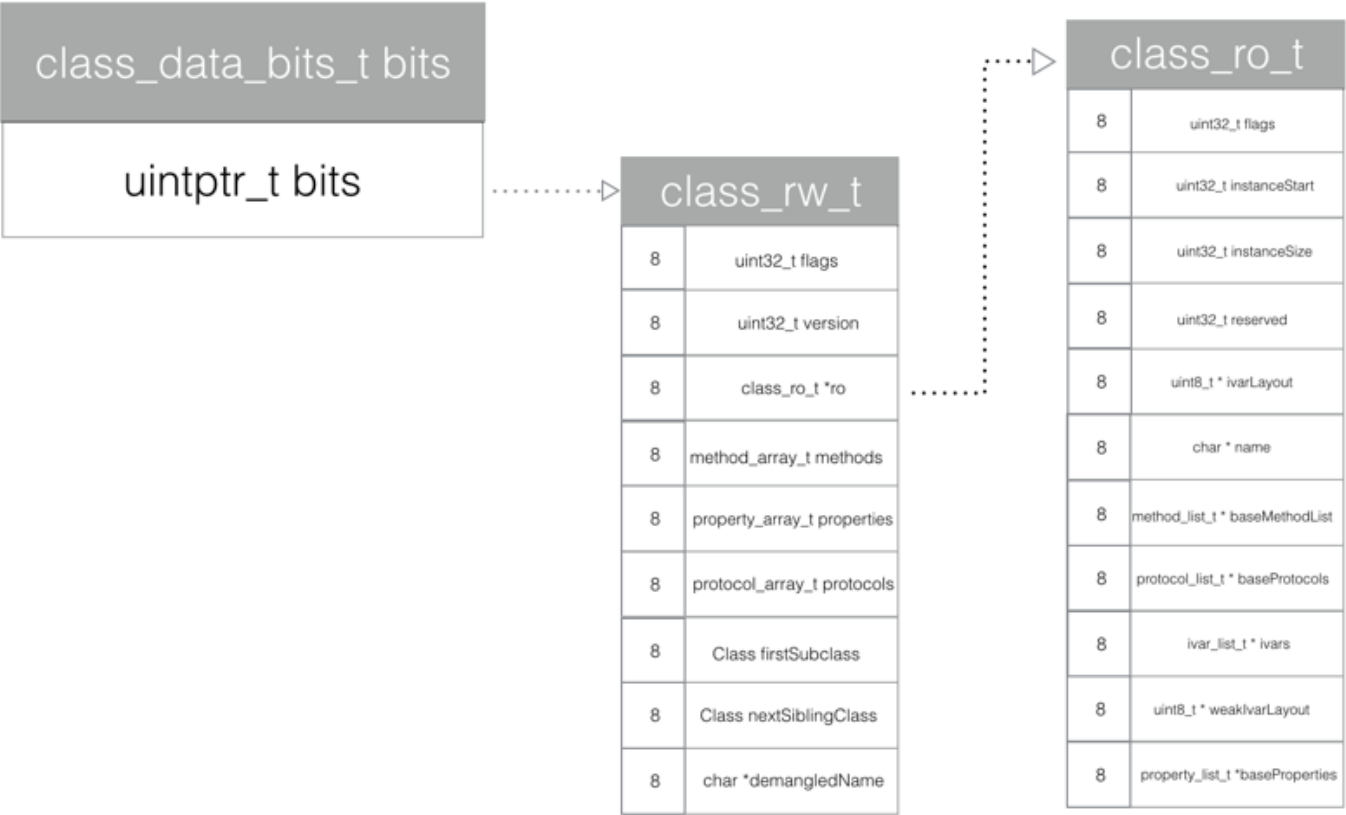 class_data_bits_t bits
uintptr_t bits
class_rw_t
8 uint32_t flags
8 uint32_t version
8 class_ro_t *ro
8 method_array_t methods
8 property_array_t properties
8 protocol_array_t protocols
8 Class firstSubclass
8 Class nextSiblingClass
8 char *demangledName
class_ro_t
8 uint32_t flags
8 uint32_t instanceStart
8 uint32_t instanceSize
8 uint32_t reserved
8 uint8_t * ivarLayout
8 char * name
8 method_list_t * baseMethodList
8 protocol_list_t * baseProtocols
8 ivar_list_t * ivars
8 uint8_t * weakIvarLayout
8 property_list_t *baseProperties